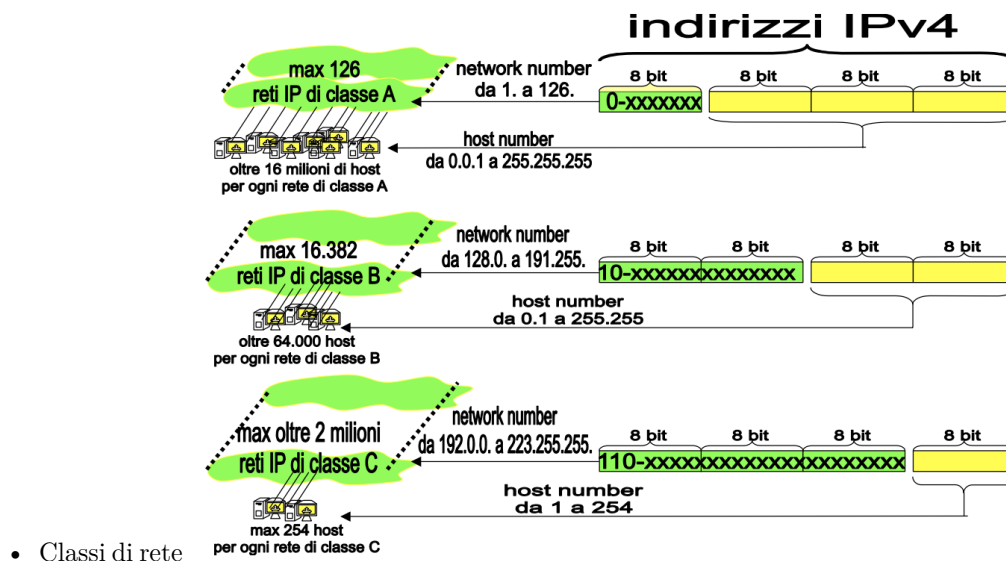 indirizzi IPv4
max 126
reti IP di classe A
network number
da 1. a 126.
8 bit 8 bit 8 bit 8 bit
0-xxxxxxx
host number
da 0.0.1 a 255.255.255
oltre 16 milioni di host
per ogni rete di classe A
max 16.382
reti IP di classe B
network number
da 128.0. a 191.255.
8 bit 8 bit 8 bit 8 bit
10-xxxxxxxxxxxxxx
host number
da 0.1 a 255.255
oltre 64.000 host
per ogni rete di classe B
max oltre 2 milioni
reti IP di classe C
network number
da 192.0.0. a 223.255.255.
8 bit 8 bit 8 bit 8 bit
110-xxxxxxxxxxxxxxxxxxxxx
host number
da 1 a 254
max 254 host
per ogni rete di classe C
• Classi di rete